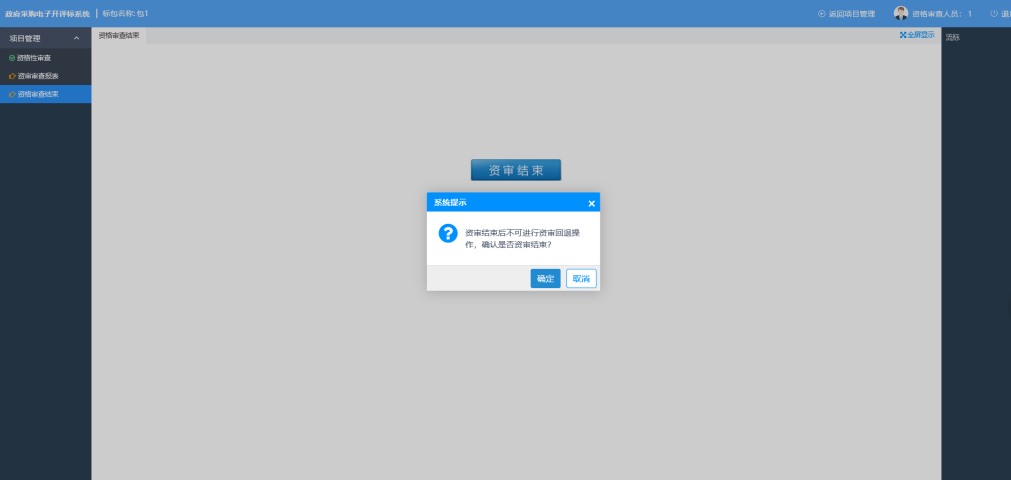 政府采购电子开评标系统 | 标包名称: 包1
返回项目管理
资格审查人员： 1
项目管理
资格审查结束
全屏显示
流标
资格性审查
资审审查报表
资格审查结束
资审结束
系统提示
资审结束后不可进行资审回退操
作，确认是否资审结束?
确定
取消